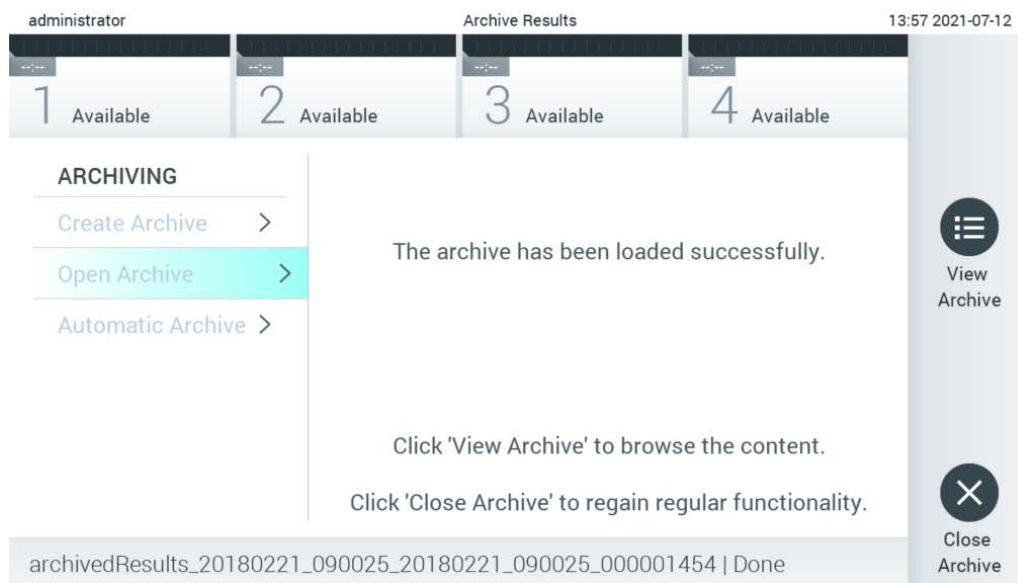 administrator Archive Results 13:57 2021-07-12
--:-- --:-- --:-- --:--
1 Available 2 Available 3 Available 4 Available
ARCHIVING
Create Archive
Open Archive
Automatic Archive
The archive has been loaded successfully.
Click 'View Archive' to browse the content.
Click 'Close Archive' to regain regular functionality.
View
Archive
Close
Archive
archivedResults_20180221_090025_20180221_090025_000001454 | Done